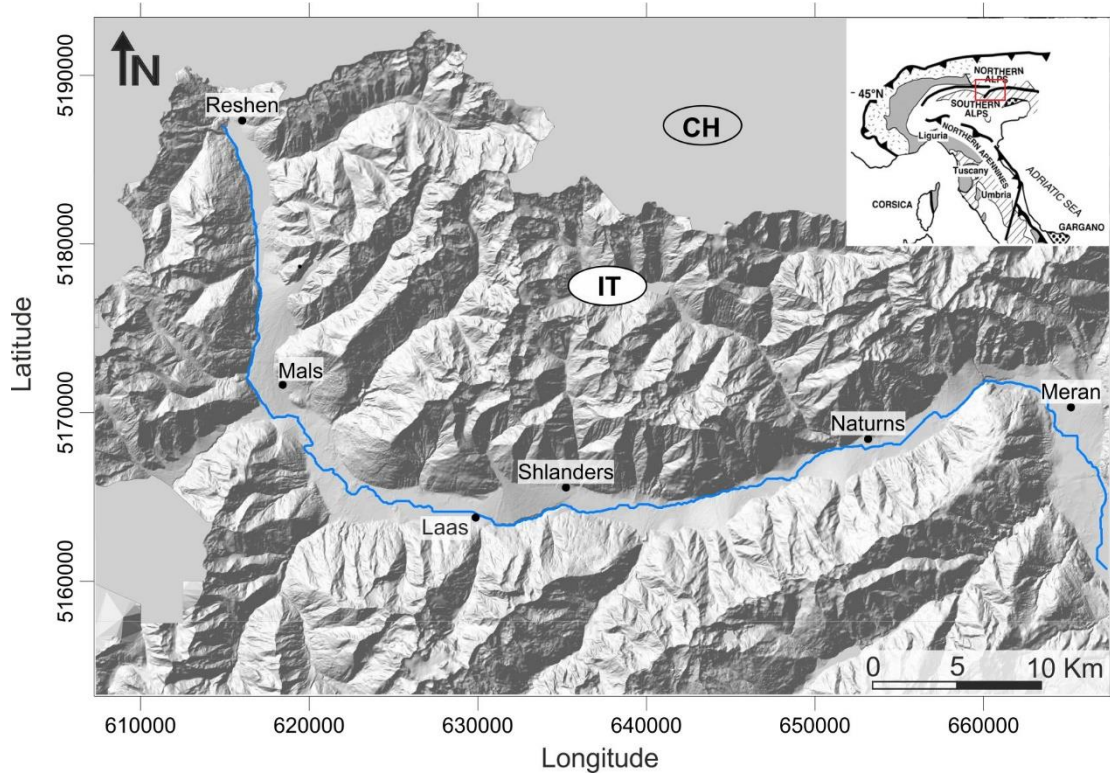 N
CH
IT
Reshen
Mals
Laas
Shlanders
Naturns
Meran
0 5 10 Km
45°N
NORTHERN
ALPS
SOUTHERN
ALPS
Liguria
NORTHERN APENNINES
Tuscany
Umbria
CORSICA
ADRIATIC SEA
GARGANO
Latitude
5190000
5180000
5170000
5160000
610000 620000 630000 640000 650000 660000
Longitude